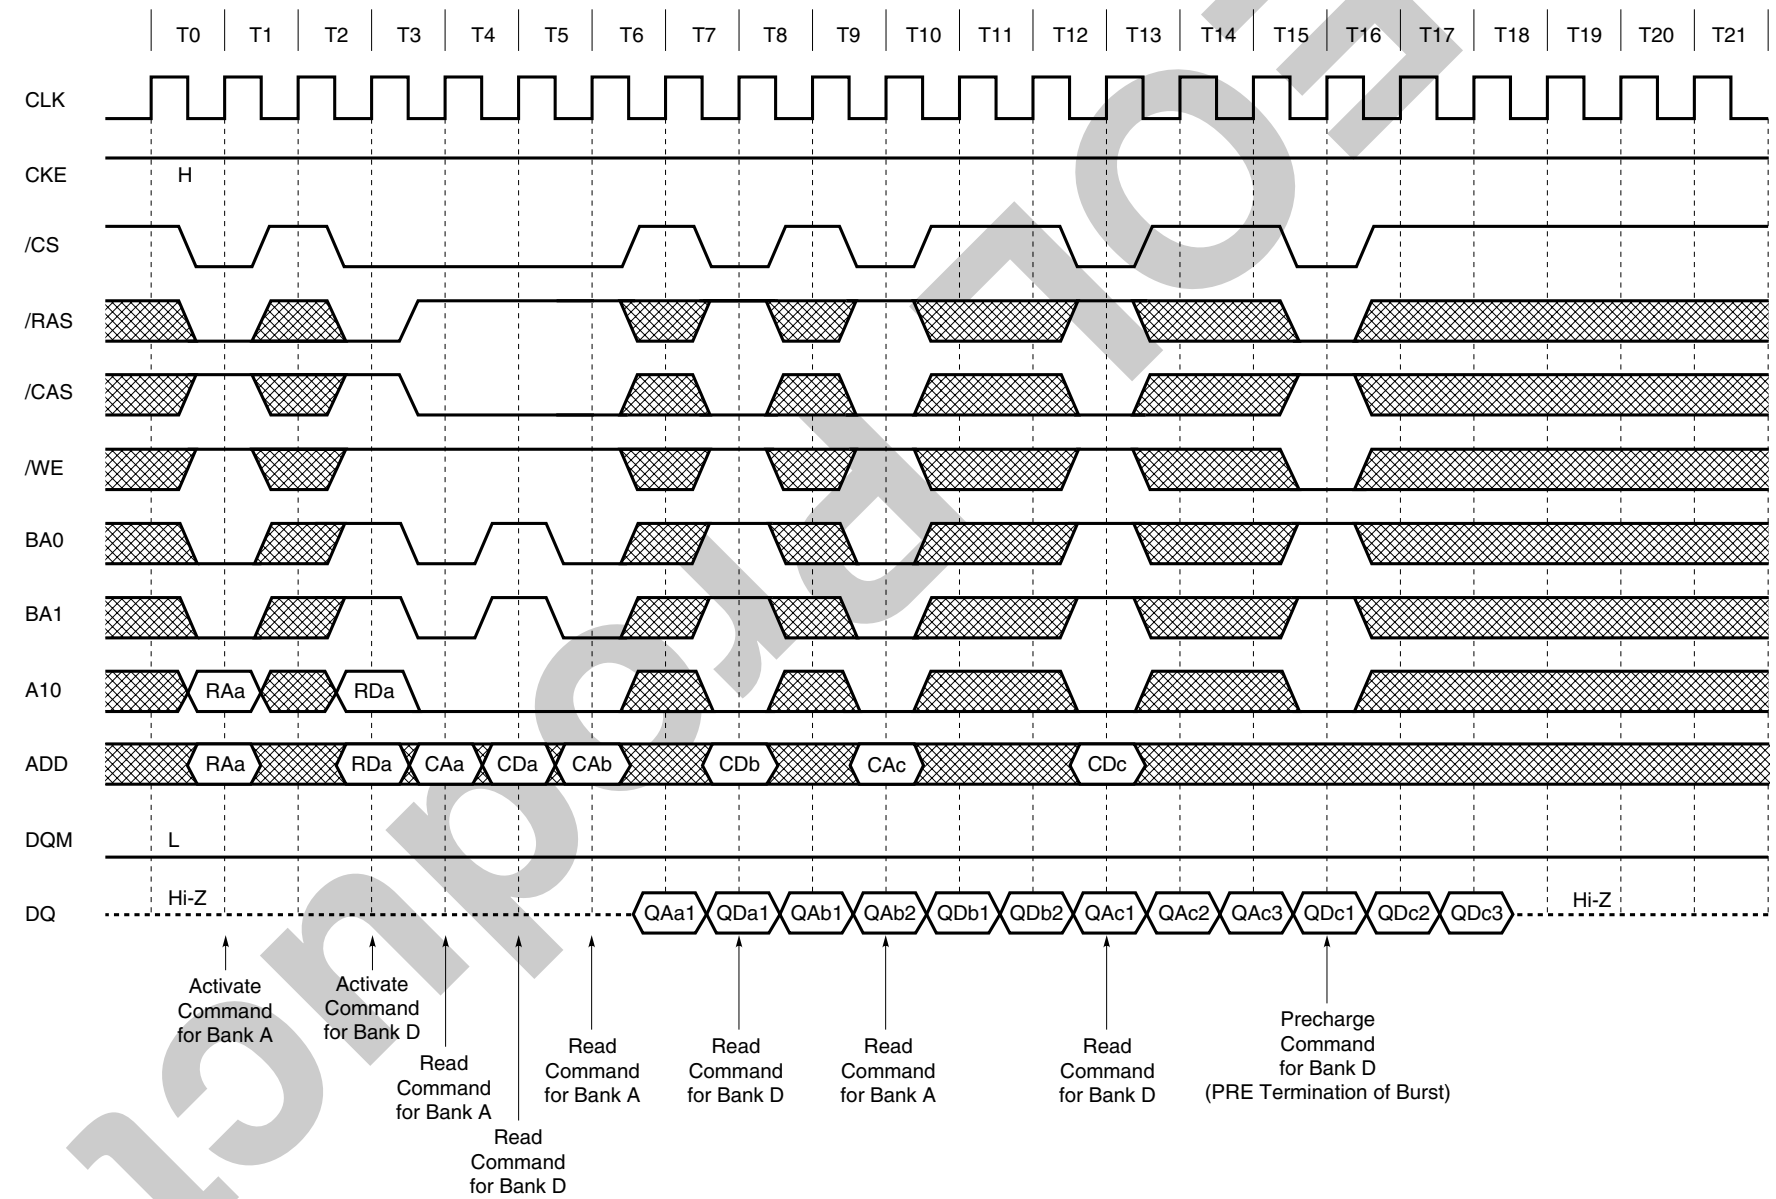 T0 T1 T2 T3 T4 T5 T6 T7 T8 T9 T10 T11 T12 T13 T14 T15 T16 T17 T18 T19 T20 T21
CLK
CKE H
/CS
/RAS
/CAS
/WE
BA0
BA1
A10 RAa RDa
ADD RAa RDa CAa CDa CAb CDb CAc CDc
DQM L
DQ Hi-Z QAa1 QDa1 QAb1 QAb2 QDb1 QDb2 QAc1 QAc2 QAc3 QDc1 QDc2 QDc3 Hi-Z
Activate
Command
for Bank A
Activate
Command
for Bank D
Read
Command
for Bank A
Read
Command
for Bank D
Read
Command
for Bank A
Read
Command
for Bank D
Read
Command
for Bank A
Read
Command
for Bank D
Precharge
Command
for Bank D
(PRE Termination of Burst)
EOL Product